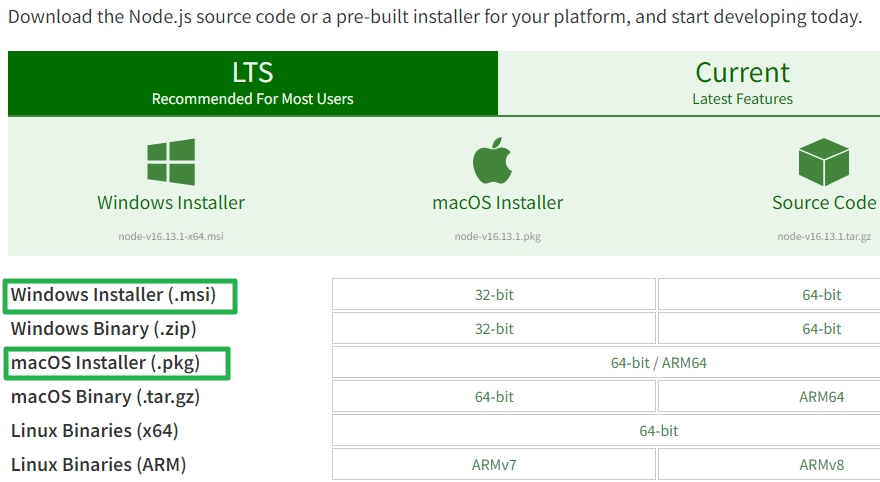 Download the Node.js source code or a pre-built installer for your platform, and start developing today.
LTS
Recommended For Most Users
Current
Latest Features
Windows Installer
node-v16.13.1-x64.msi
macOS Installer
node-v16.13.1.pkg
Source Code
node-v16.13.1.tar.gz
Windows Installer (.msi) 32-bit 64-bit
Windows Binary (.zip) 32-bit 64-bit
macOS Installer (.pkg) 64-bit / ARM64
macOS Binary (.tar.gz) 64-bit ARM64
Linux Binaries (x64) 64-bit
Linux Binaries (ARM) ARMv7 ARMv8